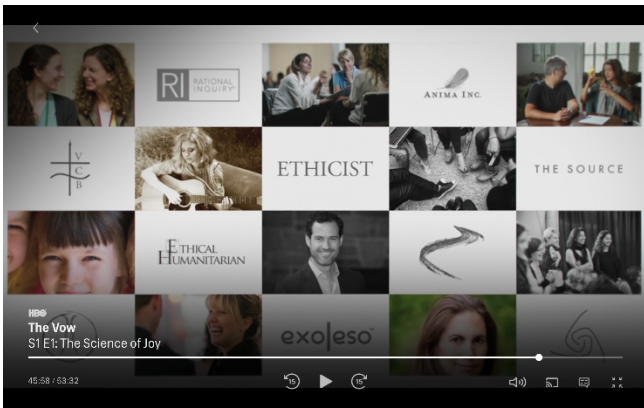 RI RATIONAL
INQUIRY
ANIMA INC.
V
C
B
ETHICIST
THE SOURCE
ETHICAL
HUMANITARIAN
HBO
The Vow
S1 E1: The Science of Joy
exo|eso™
45:58 / 53:32
15
15